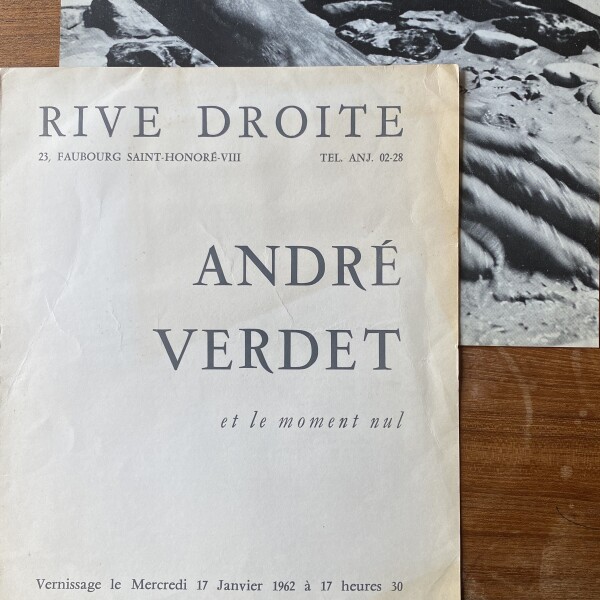 RIVE DROITE
23, FAUBOURG SAINT-HONORÉ-VIII TEL. ANJ. 02-28
ANDRÉ
VERDET
et le moment nul
Vernissage le Mercredi 17 Janvier 1962 à 17 heures 30